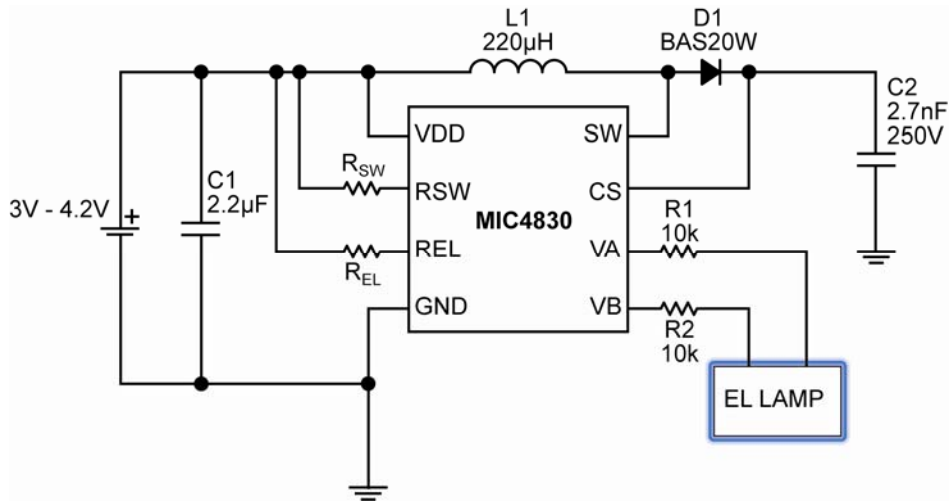 L1
220µH
D1
BAS20W
C2
2.7nF
250V
VDD
SW
RSW
RSW
CS
C1
2.2µF
3V - 4.2V
+
MIC4830
R1
10k
REL
REL
VA
GND
VB
R2
10k
EL LAMP